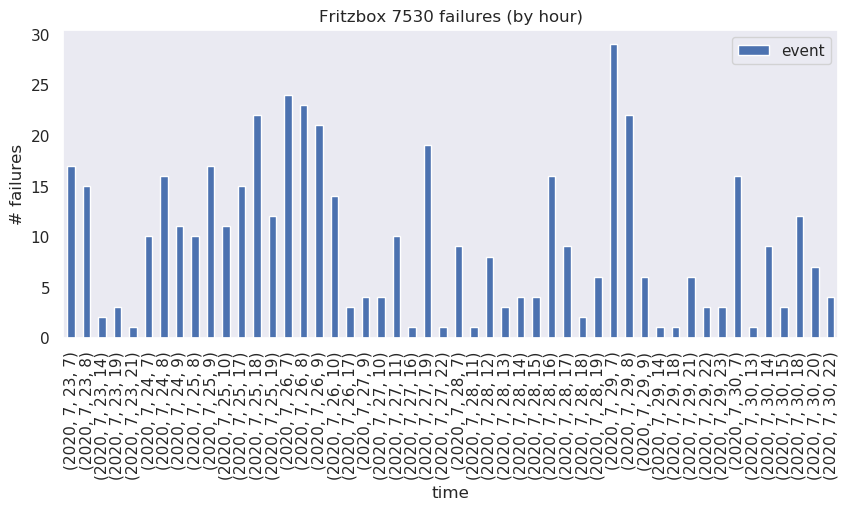 Fritzbox 7530 failures (by hour)
event
# failures
30
25
20
15
10
5
0
(2020, 7, 23, 7)
(2020, 7, 23, 8)
(2020, 7, 23, 14)
(2020, 7, 23, 19)
(2020, 7, 23, 21)
(2020, 7, 24, 7)
(2020, 7, 24, 8)
(2020, 7, 24, 9)
(2020, 7, 25, 8)
(2020, 7, 25, 9)
(2020, 7, 25, 10)
(2020, 7, 25, 17)
(2020, 7, 25, 18)
(2020, 7, 25, 19)
(2020, 7, 26, 7)
(2020, 7, 26, 8)
(2020, 7, 26, 9)
(2020, 7, 26, 10)
(2020, 7, 26, 17)
(2020, 7, 27, 9)
(2020, 7, 27, 10)
(2020, 7, 27, 11)
(2020, 7, 27, 16)
(2020, 7, 27, 19)
(2020, 7, 27, 22)
(2020, 7, 28, 7)
(2020, 7, 28, 11)
(2020, 7, 28, 12)
(2020, 7, 28, 13)
(2020, 7, 28, 14)
(2020, 7, 28, 15)
(2020, 7, 28, 16)
(2020, 7, 28, 17)
(2020, 7, 28, 18)
(2020, 7, 28, 19)
(2020, 7, 29, 7)
(2020, 7, 29, 8)
(2020, 7, 29, 9)
(2020, 7, 29, 14)
(2020, 7, 29, 18)
(2020, 7, 29, 21)
(2020, 7, 29, 22)
(2020, 7, 29, 23)
(2020, 7, 30, 7)
(2020, 7, 30, 13)
(2020, 7, 30, 14)
(2020, 7, 30, 15)
(2020, 7, 30, 18)
(2020, 7, 30, 20)
(2020, 7, 30, 22)
time